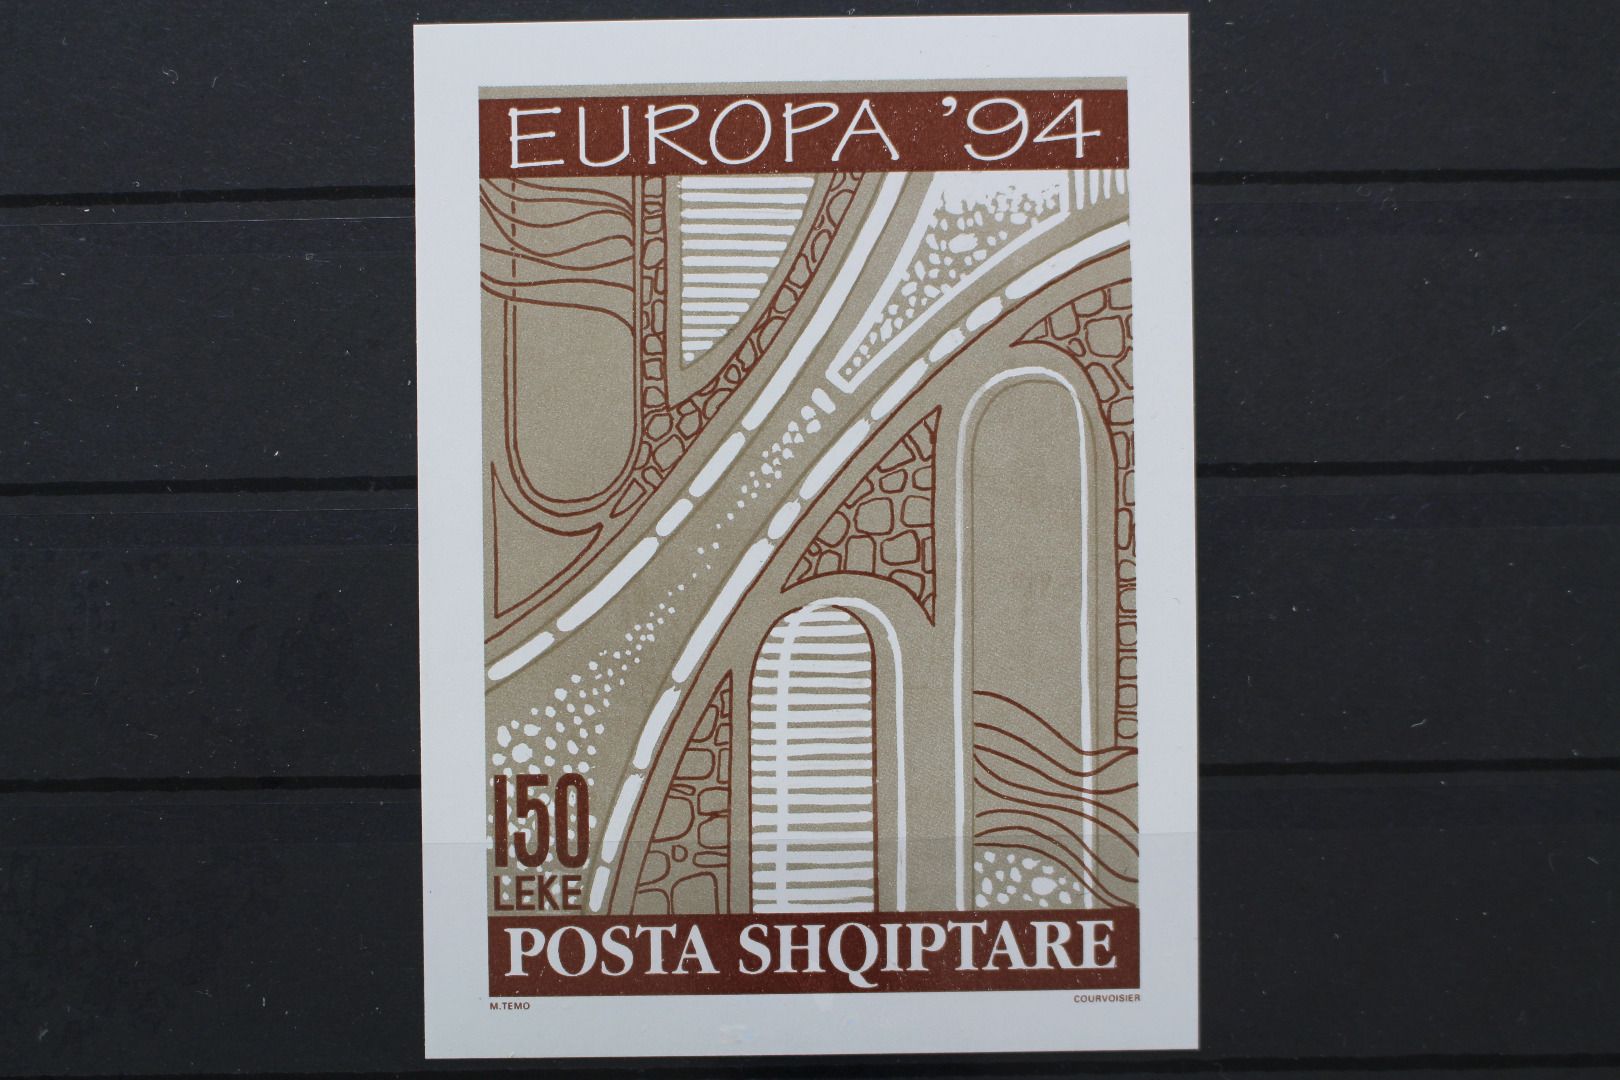 EUROPA '94
150
LEKE
POSTA SHQIPTARE
M.TEMO
COURVOISIER